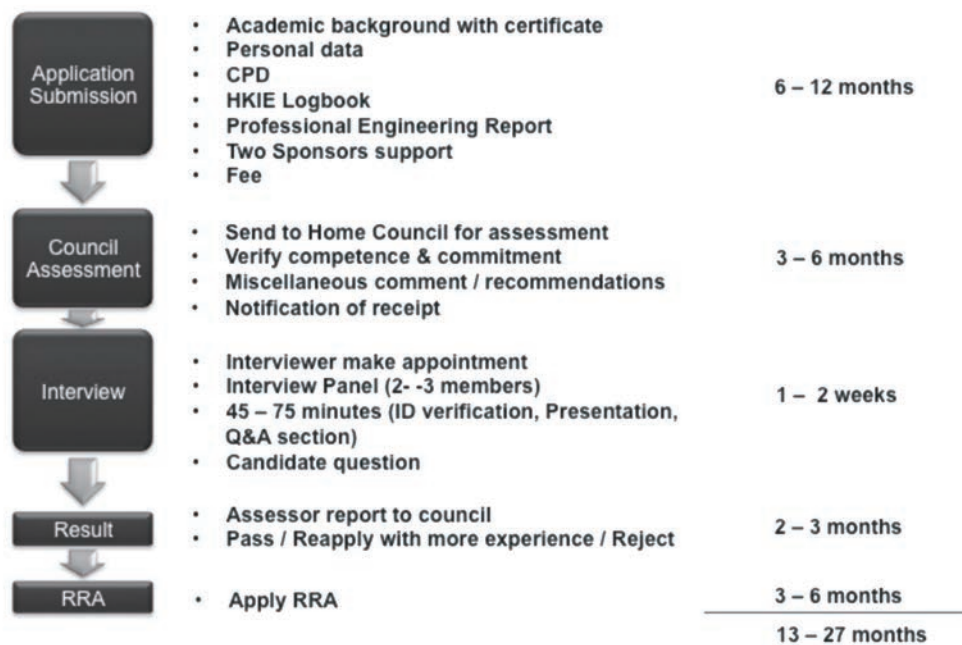 Application
Submission
• Academic background with certificate
• Personal data
• CPD
• HKIE Logbook
• Professional Engineering Report
• Two Sponsors support
• Fee
6 – 12 months
Council
Assessment
• Send to Home Council for assessment
• Verify competence & commitment
• Miscellaneous comment / recommendations
• Notification of receipt
3 – 6 months
Interview
• Interviewer make appointment
• Interview Panel (2- -3 members)
• 45 – 75 minutes (ID verification, Presentation,
Q&A section)
• Candidate question
1 – 2 weeks
Result
• Assessor report to council
• Pass / Reapply with more experience / Reject
2 – 3 months
RRA
• Apply RRA
3 – 6 months
13 – 27 months